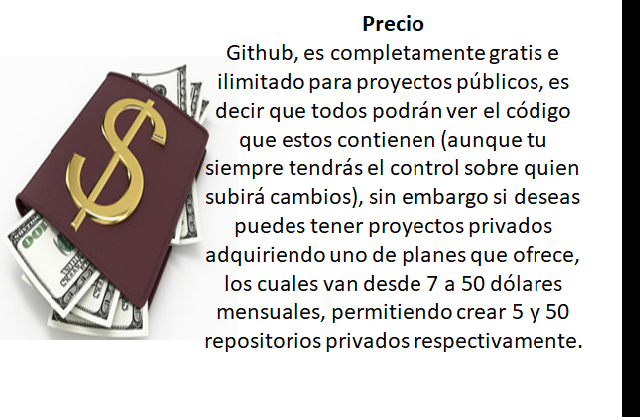 Precio
Github, es completamente gratis e
ilimitado para proyectos públicos, es
decir que todos podrán ver el código
que estos contienen (aunque tu
siempre tendrás el control sobre quien
subirá cambios), sin embargo si deseas
puedes tener proyectos privados
adquiriendo uno de planes que ofrece,
los cuales van desde 7 a 50 dólares
mensuales, permitiendo crear 5 y 50
repositorios privados respectivamente.
$
100